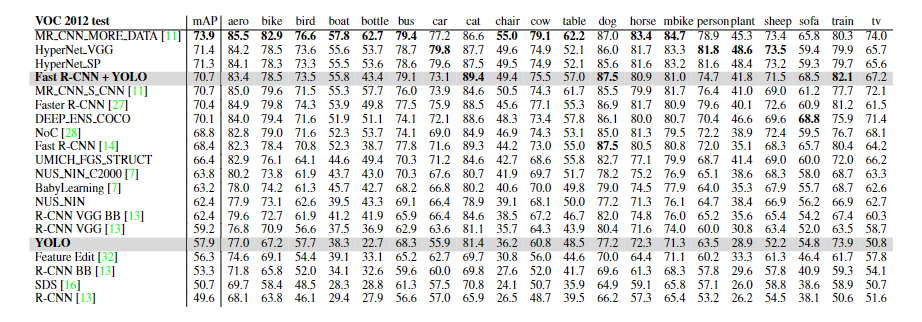 VOC 2012 test mAP aero bike bird boat bottle bus car cat chair cow table dog horse mbike person plant sheep sofa train tv
MR_CNN_MORE_DATA [11] 73.9 85.5 82.9 76.6 57.8 62.7 79.4 77.2 86.6 55.0 79.1 62.2 87.0 83.4 84.7 78.9 45.3 73.4 65.8 80.3 74.0
HyperNet_VGG 71.4 84.2 78.5 73.6 55.6 53.7 78.7 79.8 87.7 49.6 74.9 52.1 86.0 81.7 83.3 81.8 48.6 73.5 59.4 79.9 65.7
HyperNet_SP 71.3 84.1 78.3 73.3 55.5 53.6 78.6 79.6 87.5 49.5 74.9 52.1 85.6 81.6 83.2 81.6 48.4 73.2 59.3 79.7 65.6
Fast R-CNN + YOLO 70.7 83.4 78.5 73.5 55.8 43.4 79.1 73.1 89.4 49.4 75.5 57.0 87.5 80.9 81.0 74.7 41.8 71.5 68.5 82.1 67.2
MR_CNN_S_CNN [11] 70.7 85.0 79.6 71.5 55.3 57.7 76.0 73.9 84.6 50.5 74.3 61.7 85.5 79.9 81.7 76.4 41.0 69.0 61.2 77.7 72.1
Faster R-CNN [27] 70.4 84.9 79.8 74.3 53.9 49.8 77.5 75.9 88.5 45.6 77.1 55.3 86.9 81.7 80.9 79.6 40.1 72.6 60.9 81.2 61.5
DEEP_ENS_COCO 70.1 84.0 79.4 71.6 51.9 51.1 74.1 72.1 88.6 48.3 73.4 57.8 86.1 80.0 80.7 70.4 46.6 69.6 68.8 75.9 71.4
NoC [28] 68.8 82.8 79.0 71.6 52.3 53.7 74.1 69.0 84.9 46.9 74.3 53.1 85.0 81.3 79.5 72.2 38.9 72.4 59.5 76.7 68.1
Fast R-CNN [14] 68.4 82.3 78.4 70.8 52.3 38.7 77.8 71.6 89.3 44.2 73.0 55.0 87.5 80.5 80.8 72.0 35.1 68.3 65.7 80.4 64.2
UMICH_FGS_STRUCT 66.4 82.9 76.1 64.1 44.6 49.4 70.3 71.2 84.6 42.7 68.6 55.8 82.7 77.1 79.9 68.7 41.4 69.0 60.0 72.0 66.2
NUS_NIN_C2000 [7] 63.8 80.2 73.8 61.9 43.7 43.0 70.3 67.6 80.7 41.9 69.7 51.7 78.2 75.2 76.9 65.1 38.6 68.3 58.0 68.7 63.3
BabyLearning [7] 63.2 78.0 74.2 61.3 45.7 42.7 68.2 66.8 80.2 40.6 70.0 49.8 79.0 74.5 77.9 64.0 35.3 67.9 55.7 68.7 62.6
NUS_NIN 62.4 77.9 73.1 62.6 39.5 43.3 69.1 66.4 78.9 39.1 68.1 50.0 77.2 71.3 76.1 64.7 38.4 66.9 56.2 66.9 62.7
R-CNN VGG BB [13] 62.4 79.6 72.7 61.9 41.2 41.9 65.9 66.4 84.6 38.5 67.2 46.7 82.0 74.8 76.0 65.2 35.6 65.4 54.2 67.4 60.3
R-CNN VGG [13] 59.2 76.8 70.9 56.6 37.5 36.9 62.9 63.6 81.1 35.7 64.3 43.9 80.4 71.6 74.0 60.0 30.8 63.4 52.0 63.5 58.7
YOLO 57.9 77.0 67.2 57.7 38.3 22.7 68.3 55.9 81.4 36.2 60.8 48.5 77.2 72.3 71.3 63.5 28.9 52.2 54.8 73.9 50.8
Feature Edit [32] 56.3 74.6 69.1 54.4 39.1 33.1 65.2 62.7 69.7 30.8 56.0 44.6 70.0 64.4 71.1 60.2 33.3 61.3 46.4 61.7 57.8
R-CNN BB [13] 53.3 71.8 65.8 52.0 34.1 32.6 59.6 60.0 69.8 27.6 52.0 41.7 69.6 61.3 68.3 57.8 29.6 57.8 40.9 59.3 54.1
SDS [16] 50.7 69.7 58.4 48.5 28.3 28.8 61.3 57.5 70.8 24.1 50.7 35.9 64.9 59.1 65.8 57.1 26.0 58.8 38.6 58.9 50.7
R-CNN [13] 49.6 68.1 63.8 46.1 29.4 27.9 56.6 57.0 65.9 26.5 48.7 39.5 66.2 57.3 65.4 53.2 26.2 54.5 38.1 50.6 51.6